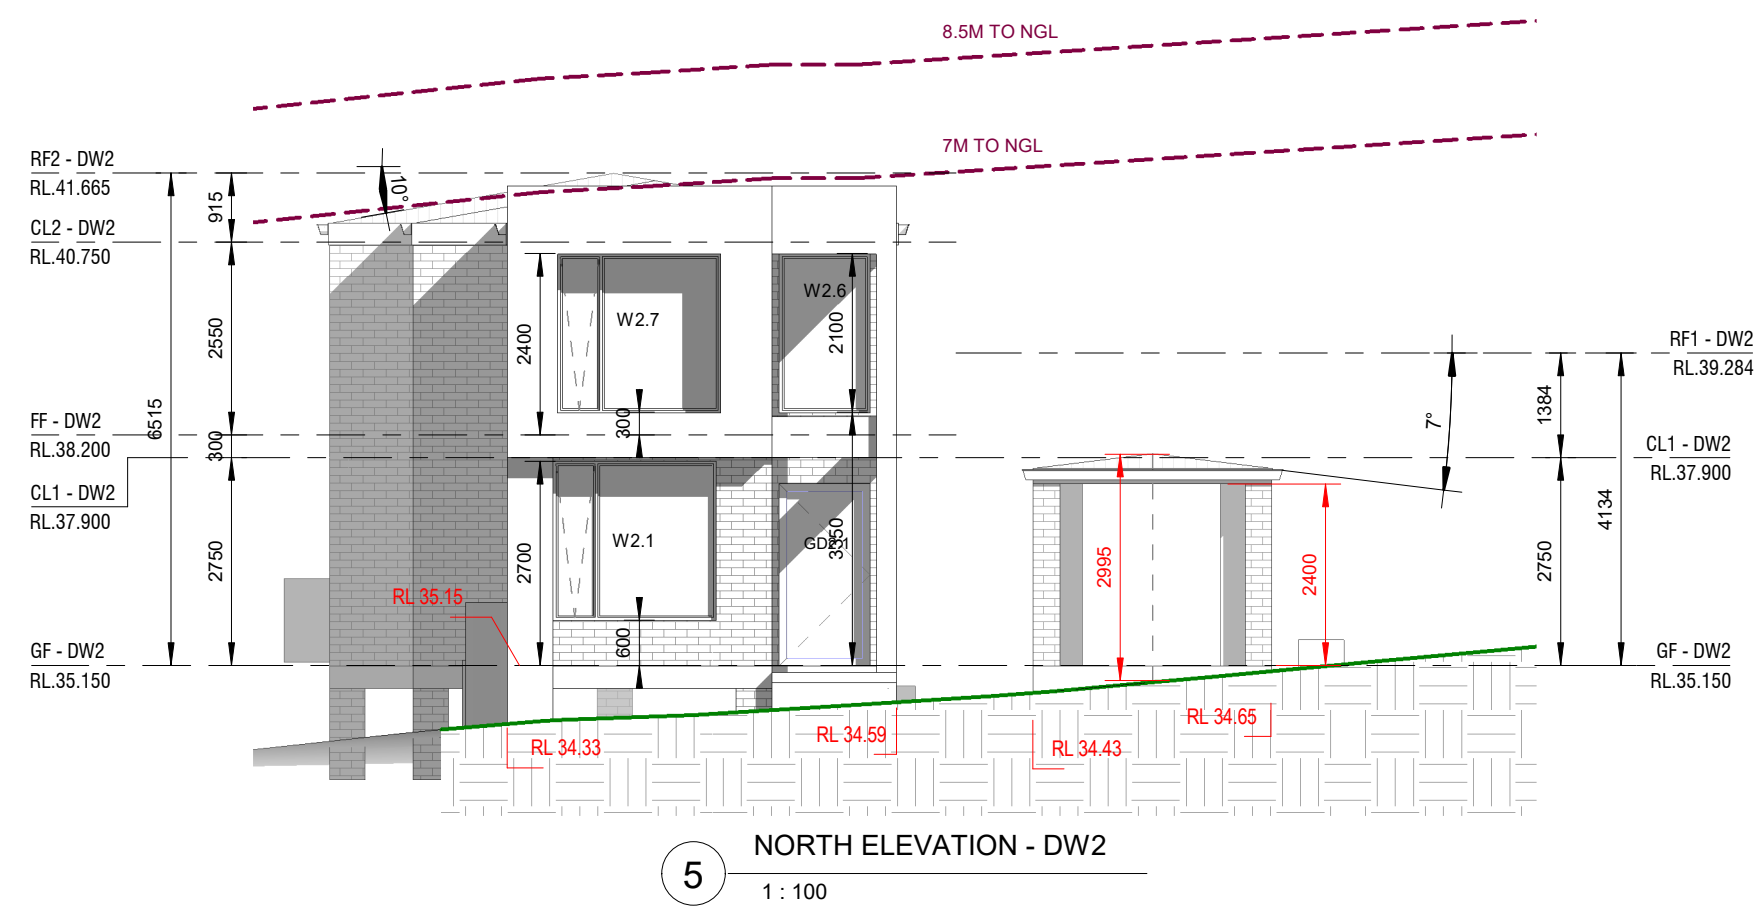 8.5M TO NGL
7M TO NGL
RF2 - DW2
RL.41.665
CL2 - DW2
RL.40.750
FF - DW2
RL.38.200
CL1 - DW2
RL.37.900
GF - DW2
RL.35.150
915
2550
300
2750
6515
10°
2400
W2.7
300
W2.6
2100
2700
W2.1
600
GD2.1
3350
RL 35.15
RL 34.33
RL 34.59
RL 34.43
RL 34.65
2995
2400
7°
RF1 - DW2
RL.39.284
1384
CL1 - DW2
RL.37.900
4134
2750
GF - DW2
RL.35.150
5
NORTH ELEVATION - DW2
1 : 100